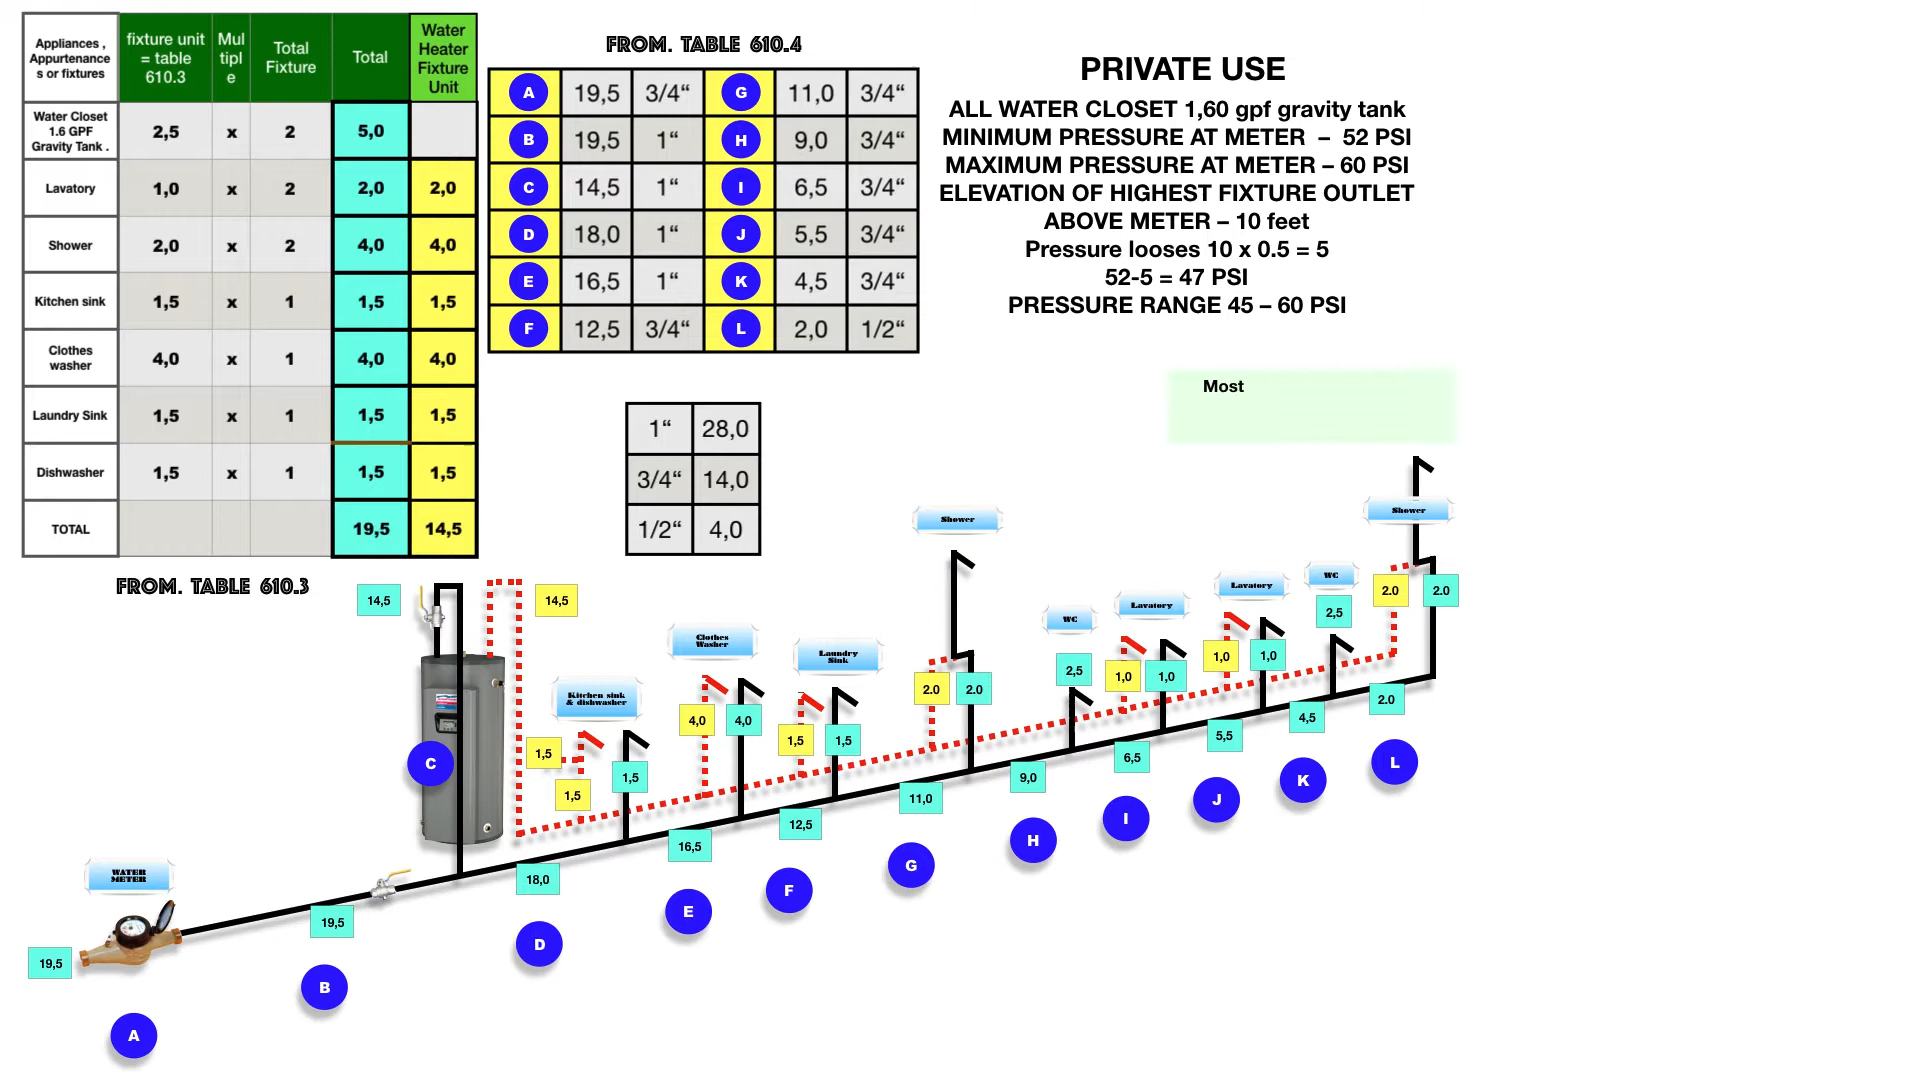 Appliances ,
Appurtenance
s or fixtures
fixture unit
= table
610.3
Mul
tipl
e
Total
Fixture
Total
Water
Heater
Fixture
Unit
Water Closet
1.6 GPF
Gravity Tank .
2,5 x 2 5,0
Lavatory 1,0 x 2 2,0 2,0
Shower 2,0 x 2 4,0 4,0
Kitchen sink 1,5 x 1 1,5 1,5
Clothes
washer
4,0 x 1 4,0 4,0
Laundry Sink 1,5 x 1 1,5 1,5
Dishwasher 1,5 x 1 1,5 1,5
TOTAL 19,5 14,5
FROM. TABLE 610.3
FROM. TABLE 610.4
A 19,5 3/4“ G 11,0 3/4“
B 19,5 1“ H 9,0 3/4“
C 14,5 1“ I 6,5 3/4“
D 18,0 1“ J 5,5 3/4“
E 16,5 1“ K 4,5 3/4“
F 12,5 3/4“ L 2,0 1/2“
1“ 28,0
3/4“ 14,0
1/2“ 4,0
PRIVATE USE
ALL WATER CLOSET 1,60 gpf gravity tank
MINIMUM PRESSURE AT METER – 52 PSI
MAXIMUM PRESSURE AT METER – 60 PSI
ELEVATION OF HIGHEST FIXTURE OUTLET
ABOVE METER – 10 feet
Pressure looses 10 x 0.5 = 5
52-5 = 47 PSI
PRESSURE RANGE 45 – 60 PSI
Most
14,5
14,5
C
WATER
METER
19,5
A
19,5
B
Kitchen sink
& dishwasher
1,5
1,5
1,5
18,0
D
Clothes
Washer
4,0
4,0
16,5
E
Laundry
Sink
1,5
1,5
12,5
F
Shower
2.0
2.0
11,0
G
WC
2,5
9,0
H
Lavatory
1,0
1,0
6,5
I
Lavatory
1,0
1,0
5,5
J
WC
2,5
4,5
K
Shower
2.0
2.0
2.0
L